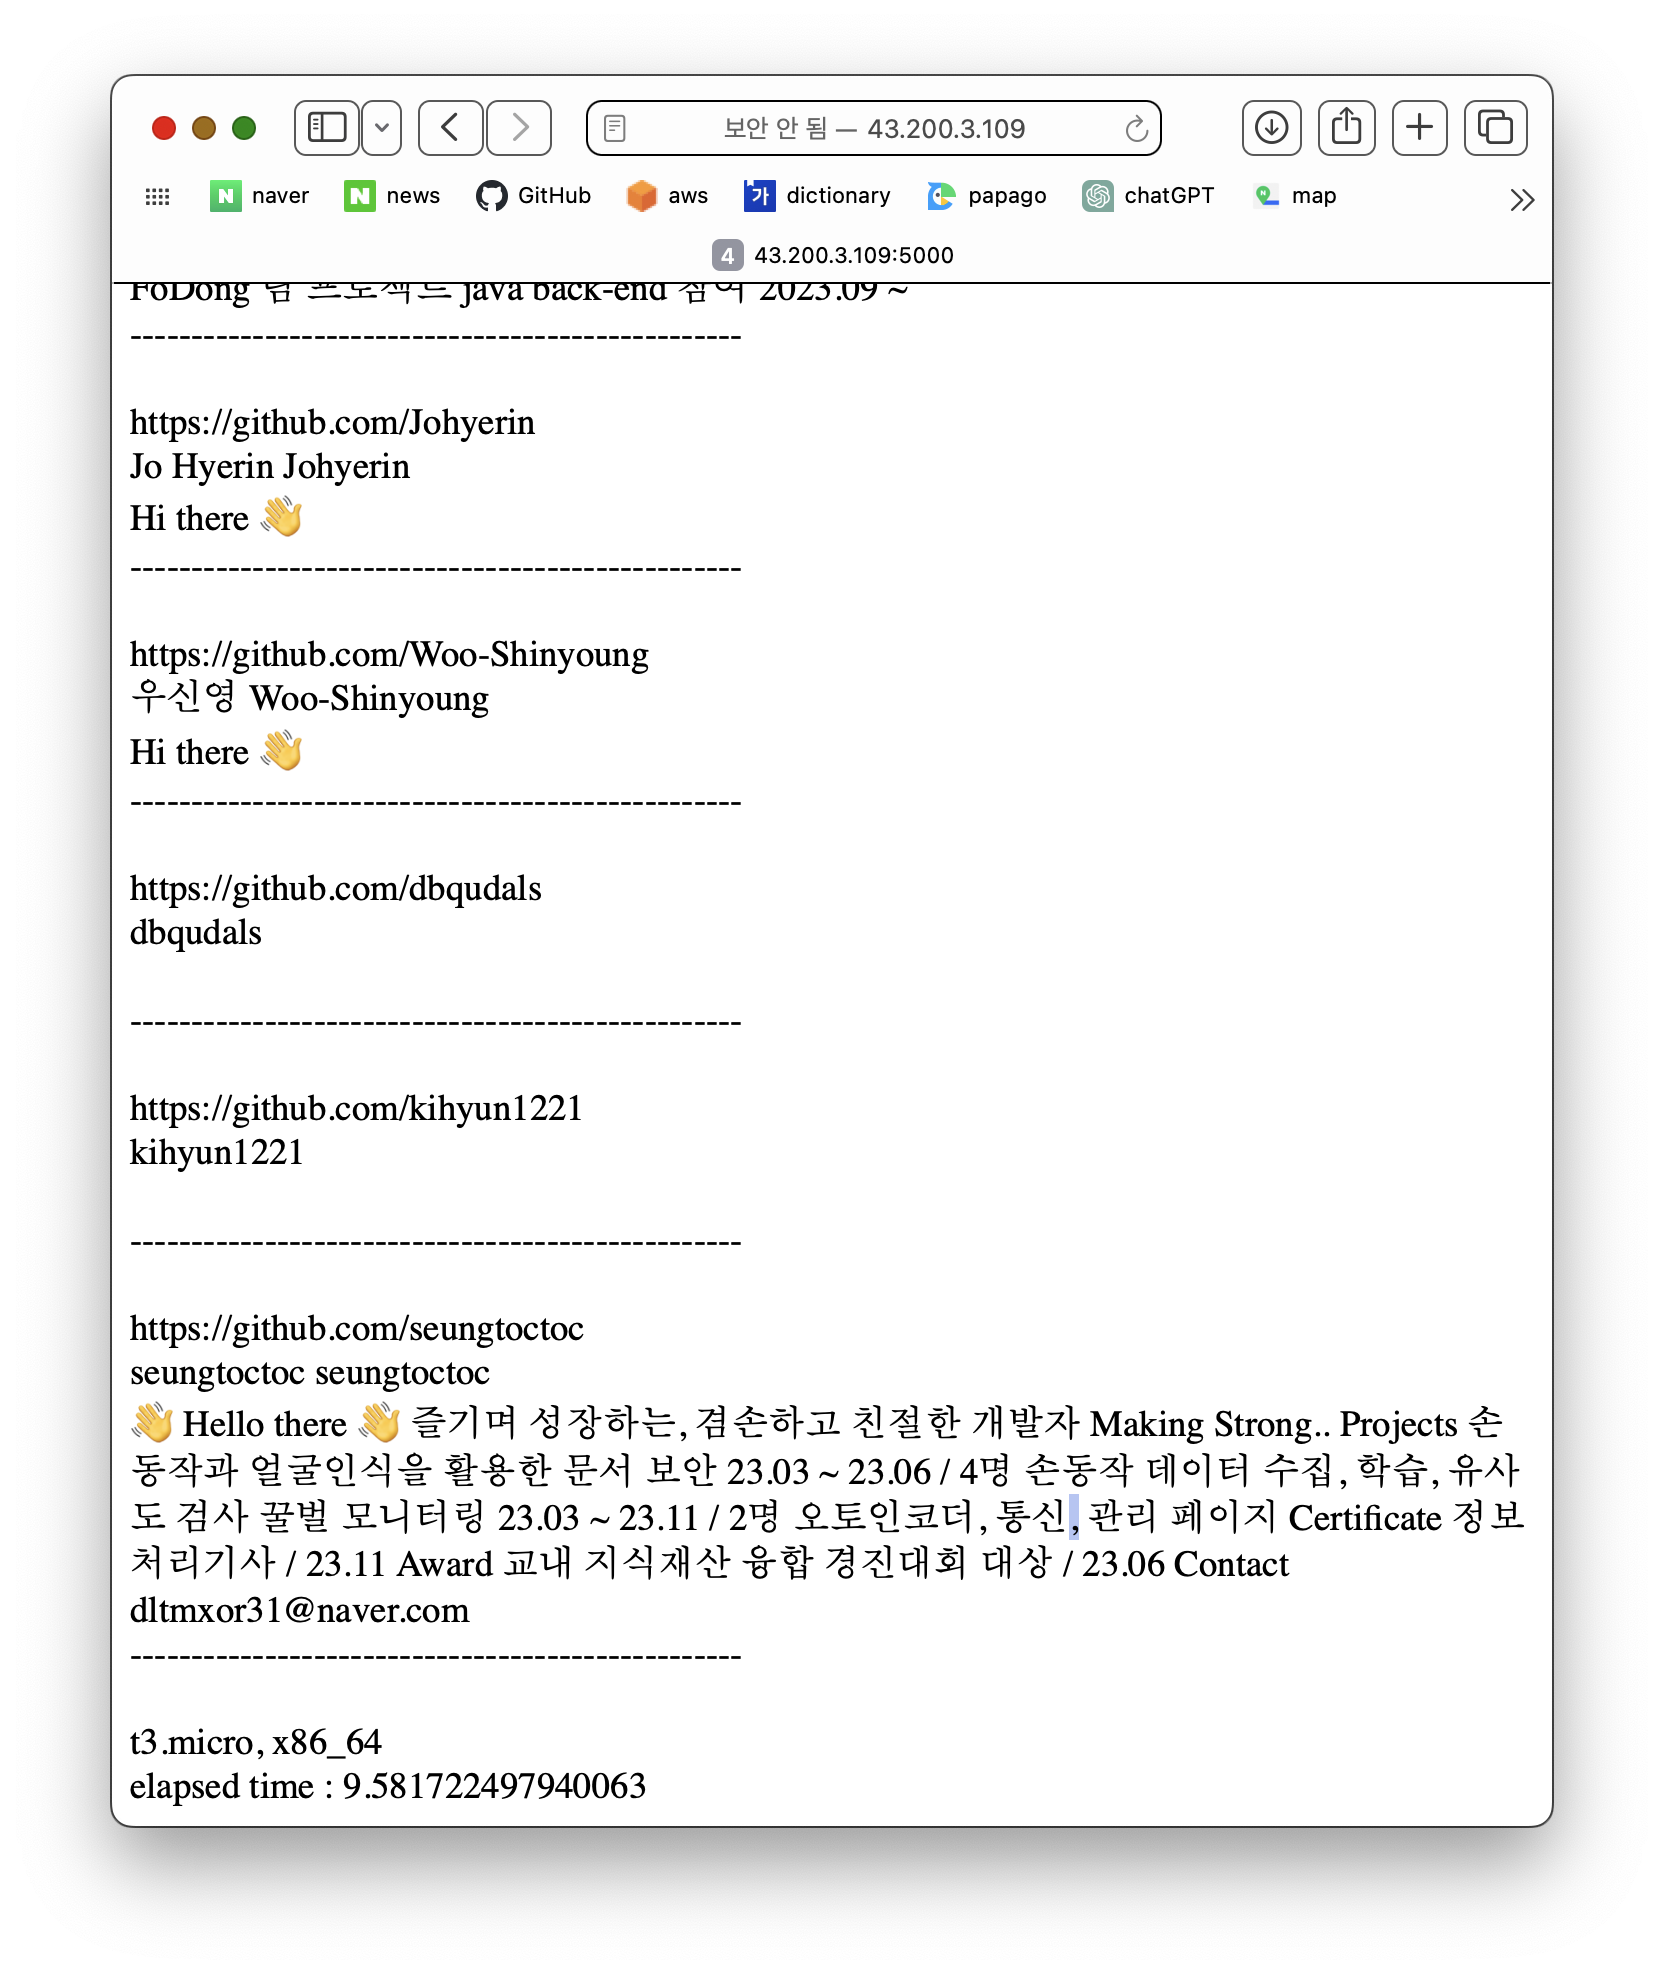 보안 안 됨 — 43.200.3.109
naver news GitHub aws 가 dictionary papago chatGPT map
4 43.200.3.109:5000
FoDong 팀 프로젝트 java back-end 참여 2023.09 ~
--------------------------------------------------
https://github.com/Johyerin
Jo Hyerin Johyerin
Hi there 👋
--------------------------------------------------
https://github.com/Woo-Shinyoung
우신영 Woo-Shinyoung
Hi there 👋
--------------------------------------------------
https://github.com/dbqudals
dbqudals
--------------------------------------------------
https://github.com/kihyun1221
kihyun1221
--------------------------------------------------
https://github.com/seungtoctoc
seungtoctoc seungtoctoc
👋 Hello there 👋 즐기며 성장하는, 겸손하고 친절한 개발자 Making Strong.. Projects 손
동작과 얼굴인식을 활용한 문서 보안 23.03 ~ 23.06 / 4명 손동작 데이터 수집, 학습, 유사
도 검사 꿀벌 모니터링 23.03 ~ 23.11 / 2명 오토인코더, 통신, 관리 페이지 Certificate 정보
처리기사 / 23.11 Award 교내 지식재산 융합 경진대회 대상 / 23.06 Contact
dltmxor31@naver.com
--------------------------------------------------
t3.micro, x86_64
elapsed time : 9.581722497940063